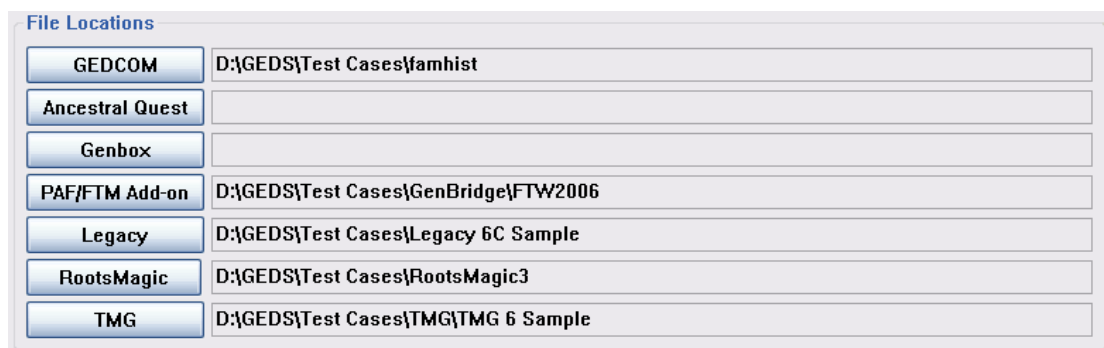 File Locations
GEDCOM D:\GEDS\Test Cases\famhist
Ancestral Quest
Genbox
PAF/FTM Add-on D:\GEDS\Test Cases\GenBridge\FTW2006
Legacy D:\GEDS\Test Cases\Legacy 6C Sample
RootsMagic D:\GEDS\Test Cases\RootsMagic3
TMG D:\GEDS\Test Cases\TMG\TMG 6 Sample